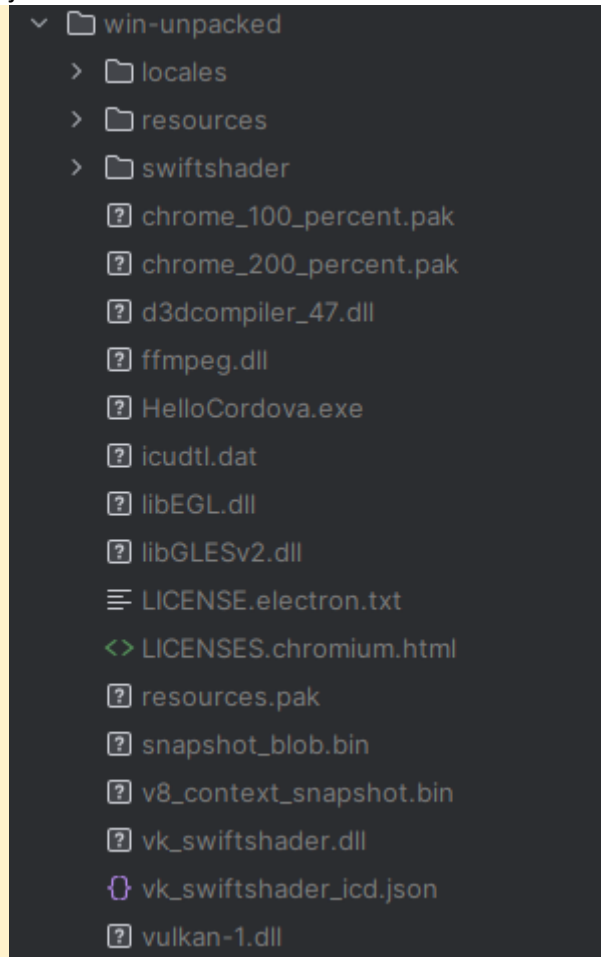 win-unpacked
locales
resources
swiftshader
chrome_100_percent.pak
chrome_200_percent.pak
d3dcompiler_47.dll
ffmpeg.dll
HelloCordova.exe
icudtl.dat
libEGL.dll
libGLESv2.dll
LICENSE.electron.txt
LICENSES.chromium.html
resources.pak
snapshot_blob.bin
v8_context_snapshot.bin
vk_swiftshader.dll
vk_swiftshader_icd.json
vulkan-1.dll